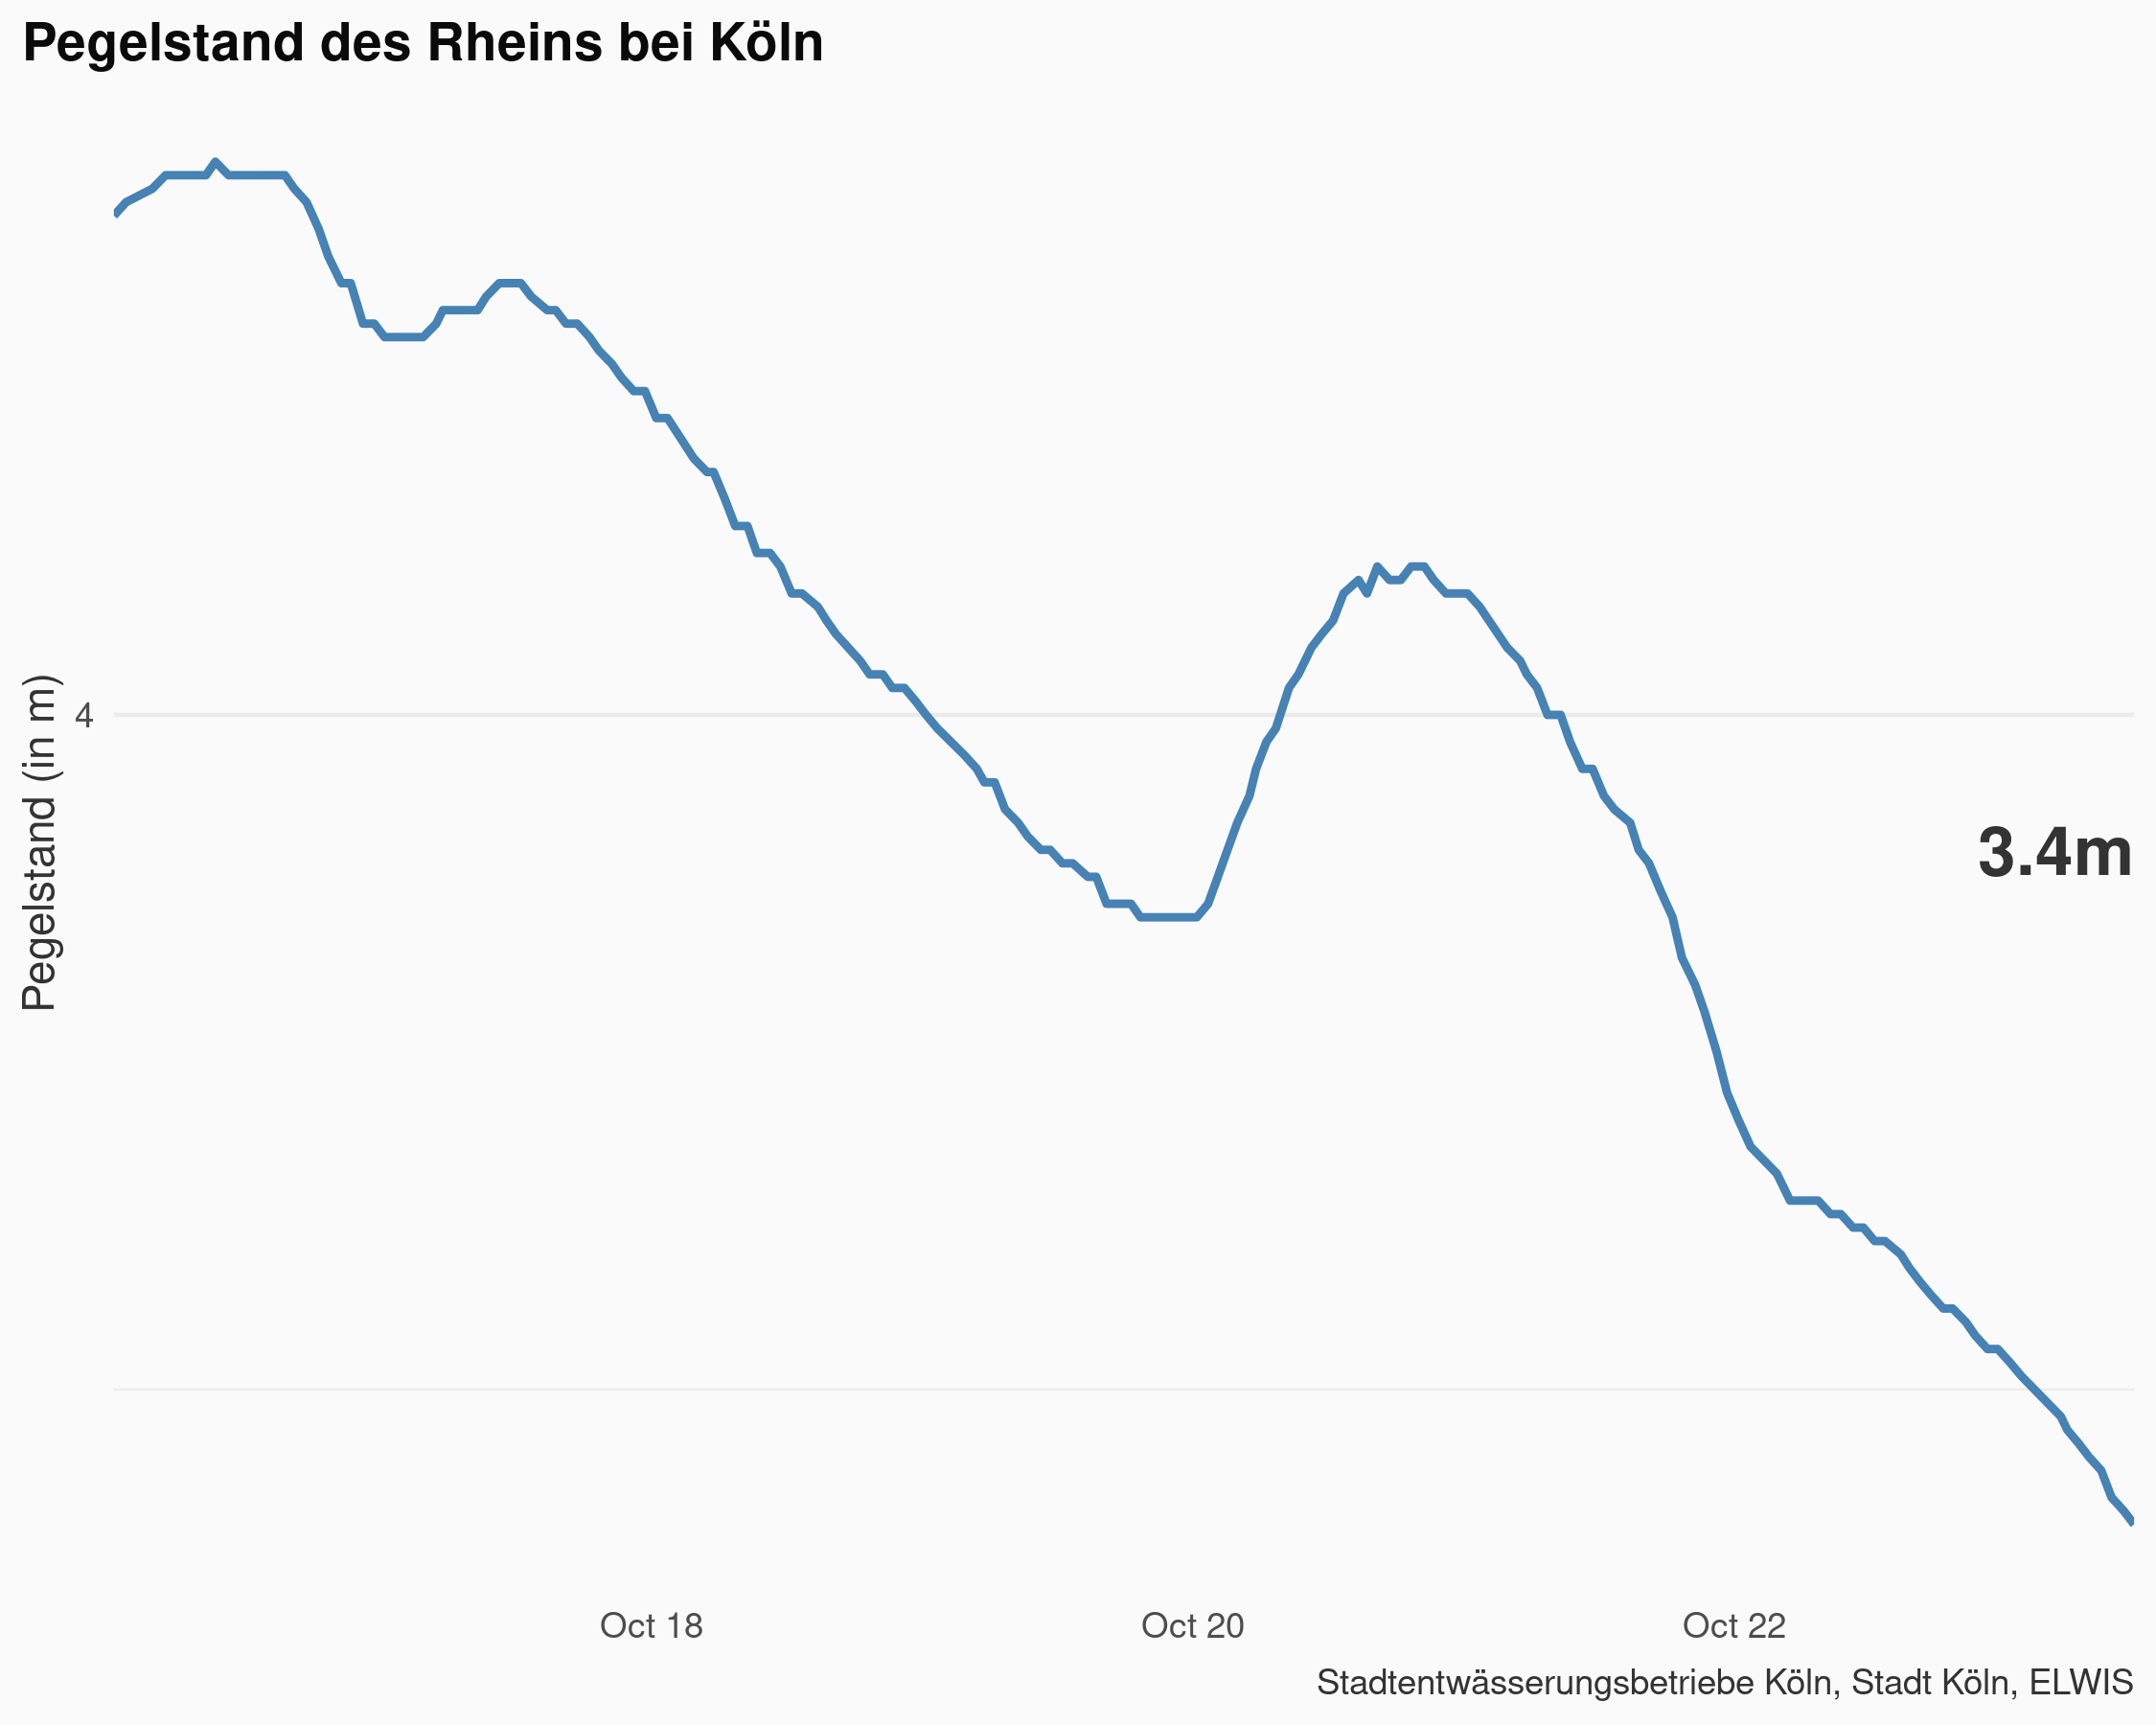 Pegelstand des Rheins bei Köln
Pegelstand (in m)
4
3.4m
Oct 18
Oct 20
Oct 22
Stadtentwässerungsbetriebe Köln, Stadt Köln, ELWIS